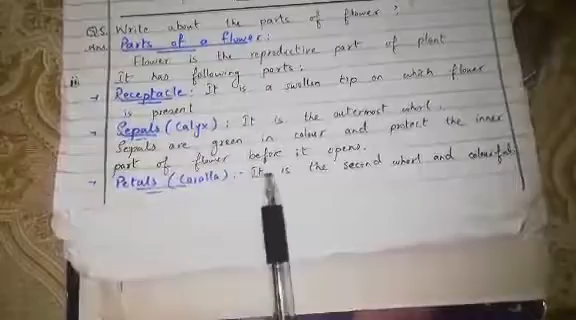 Q5. Write about the parts of flower?
Ans. Parts of a flower:
Flower is the reproductive part of plant
It has following parts:
→ Receptacle: It is a swollen tip on which flower
is present
→ Sepals (calyx): It is the outermost whorl.
Sepals are green in colour and protect the inner
part of flower before it opens.
→ Petals (Corolla):- It is the second whorl and colourful